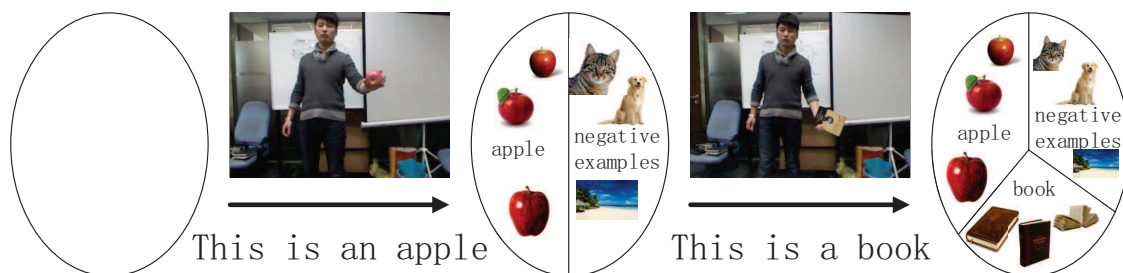 apple
negative
examples
This is an apple
apple
negative
examples
book
This is a book